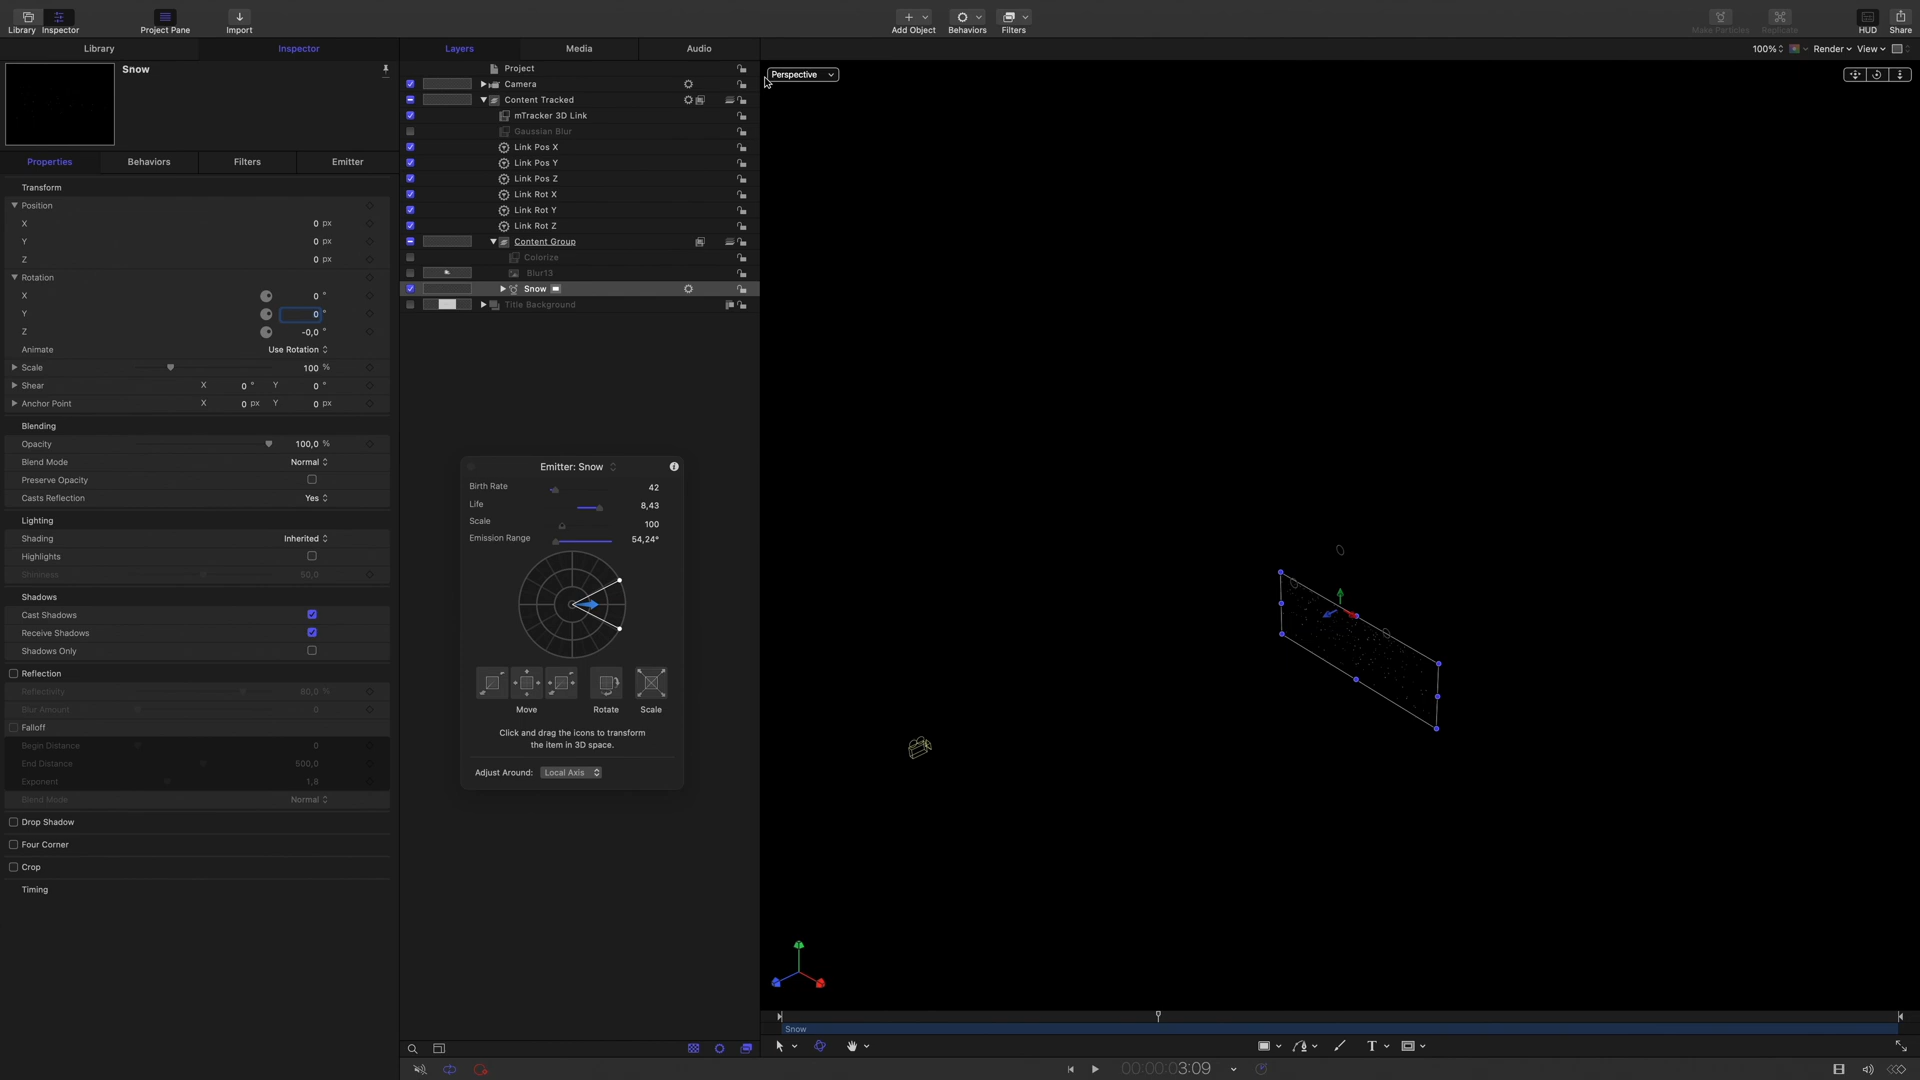 Library Inspector Project Pane Import Add Object Behaviors Filters Make Particles Replicate HUD Share
Library Inspector Layers Media Audio 100% Render View
Snow
Perspective
Properties Behaviors Filters Emitter
Transform
Position
X 0 px
Y 0 px
Z 0 px
Rotation
X 0 °
Y 0 °
Z -0,0 °
Animate Use Rotation
Scale 100 %
Shear X 0 ° Y 0 °
Anchor Point X 0 px Y 0 px
Blending
Opacity 100,0 %
Blend Mode Normal
Preserve Opacity
Casts Reflection Yes
Lighting
Shading Inherited
Highlights
Shininess 50,0
Shadows
Cast Shadows
Receive Shadows
Shadows Only
Reflection
Reflectivity 80,0 %
Blur Amount 0
Falloff
Begin Distance 0
End Distance 500,0
Exponent 1,8
Blend Mode Normal
Drop Shadow
Four Corner
Crop
Timing
Project
Camera
Content Tracked
mTracker 3D Link
Gaussian Blur
Link Pos X
Link Pos Y
Link Pos Z
Link Rot X
Link Rot Y
Link Rot Z
Content Group
Colorize
Blur13
Snow
Title Background
Emitter: Snow
Birth Rate 42
Life 8,43
Scale 100
Emission Range 54,24°
Move Rotate Scale
Click and drag the icons to transform
the item in 3D space.
Adjust Around: Local Axis
Snow
T
00:00:03:09